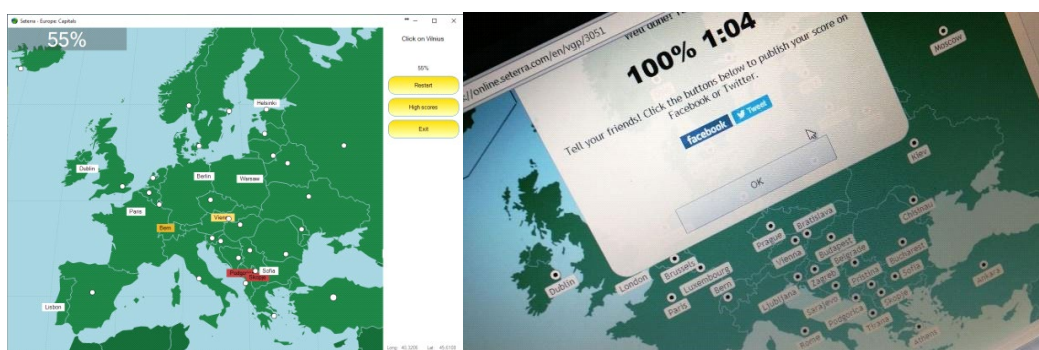 Seterra - Europe: Capitals
55%
Click on Vilnius
55%
Restart
High scores
Exit
Helsinki
Dublin
Berlin
Warsaw
Paris
Bern
Sofia
Lisbon
://online.seterra.com/en/vgp/3051
100% 1:04
Tell your friends! Click the buttons below to publish your score on
Facebook or Twitter.
facebook
Tweet
OK
Moscow
Kiev
Chisinau
Dublin
London
Brussels
Luxembourg
Paris
Bern
Prague
Bratislava
Vienna
Budapest
Belgrade
Bucharest
Zagreb
Pristina
Sofia
Ljubljana
Sarajevo
Skopje
Podgorica
Tirana
Rome
Athens
Ankara